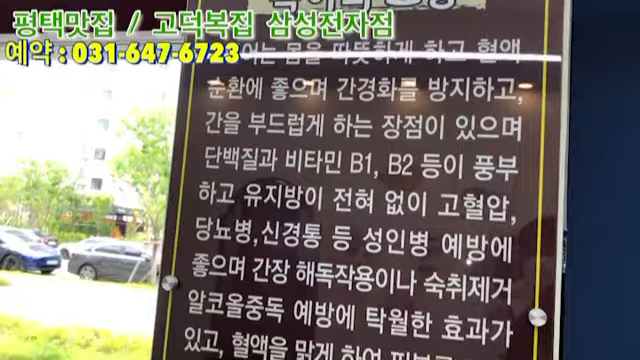 평택맛집 / 고덕복집 삼성전자점
예약 : 031-647-6723
몸을 따뜻하게 하고 혈액
순환에 좋으며 간경화를 방지하고,
간을 부드럽게 하는 장점이 있으며
단백질과 비타민 B1, B2 등이 풍부
하고 유지방이 전혀 없이 고혈압,
당뇨병,신경통 등 성인병 예방에
좋으며 간장 해독작용이나 숙취제거
알코올중독 예방에 탁월한 효과가
있고, 혈액을 맑게 하여